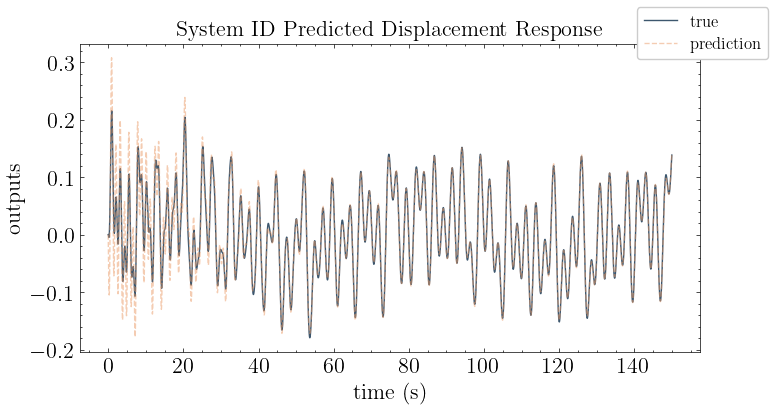 System ID Predicted Displacement Response
true
prediction
0.3
0.2
0.1
0.0
−0.1
−0.2
outputs
0 20 40 60 80 100 120 140
time (s)